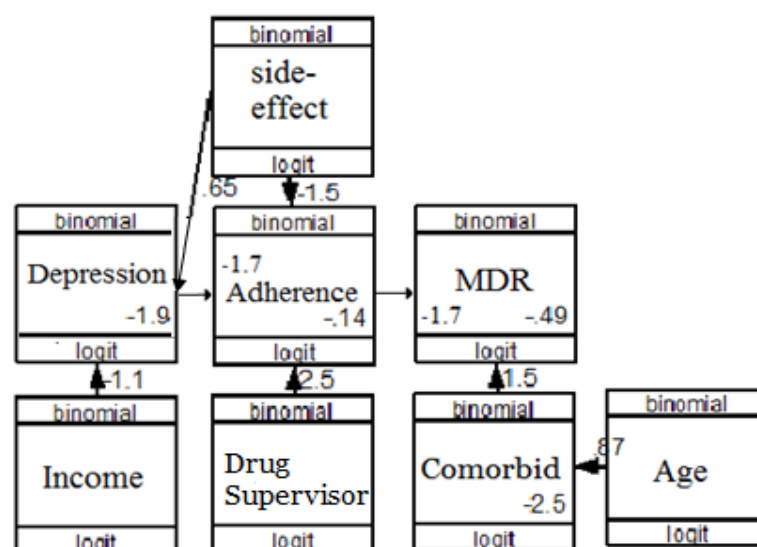 binomial
side-
effect
logit
.65
-1.5
binomial
Depression
-1.9
logit
binomial
-1.7
Adherence
-.14
logit
binomial
MDR
-1.7 -.49
logit
-1.1
2.5
1.5
binomial
Income
logit
binomial
Drug
Supervisor
logit
binomial
Comorbid
-2.5
logit
.87
binomial
Age
logit